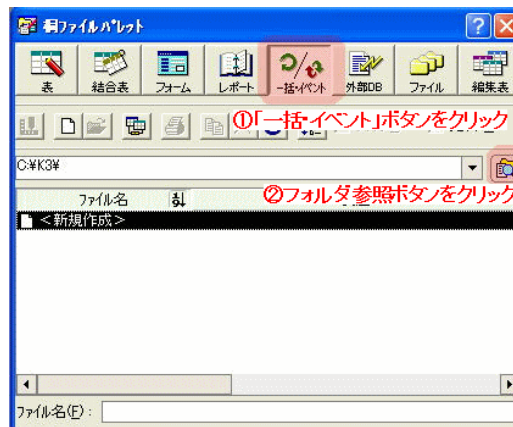 桐ファイルパレット
表 結合表 フォーム レポート 一括・イベント 外部DB ファイル 編集表
①「一括・イベント」ボタンをクリック
C:¥K3¥
ファイル名
②フォルダ参照ボタンをクリック
<新規作成>
ファイル名(F):